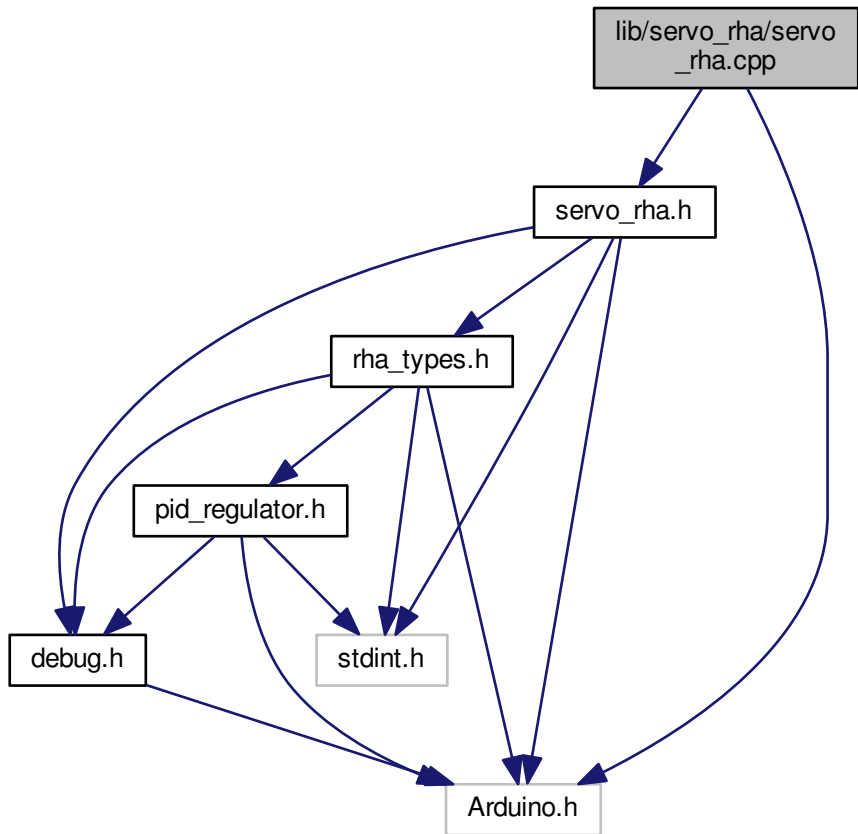 lib/servo_rha/servo
_rha.cpp
servo_rha.h
rha_types.h
pid_regulator.h
debug.h
stdint.h
Arduino.h